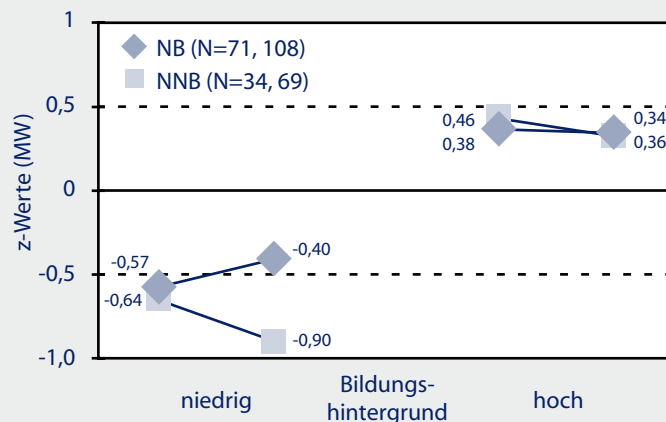 1
NB (N=71, 108)
NNB (N=34, 69)
0,5
0,46
0,34
0,38
0,36
z-Werte (MW)
0
-0,57
-0,40
-0,5
-0,64
-0,90
-1,0
niedrig
Bildungs-
hintergrund
hoch